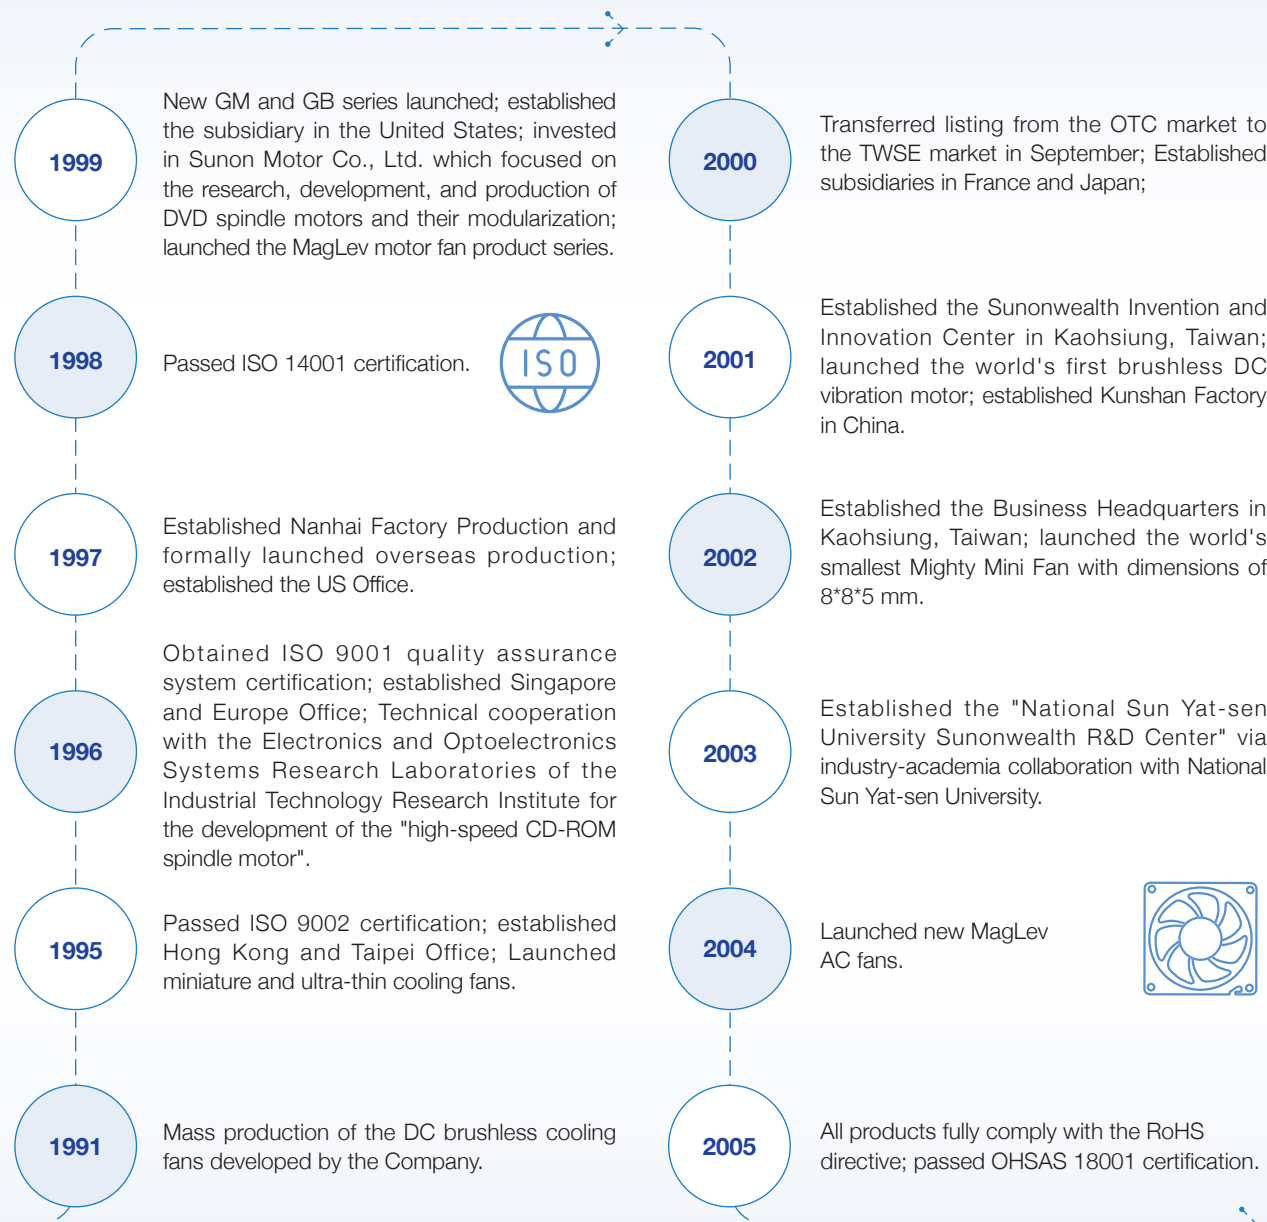 1999
New GM and GB series launched; established
the subsidiary in the United States; invested
in Sunon Motor Co., Ltd. which focused on
the research, development, and production of
DVD spindle motors and their modularization;
launched the MagLev motor fan product series.
1998
Passed ISO 14001 certification.
ISO
1997
Established Nanhai Factory Production and
formally launched overseas production;
established the US Office.
1996
Obtained ISO 9001 quality assurance
system certification; established Singapore
and Europe Office; Technical cooperation
with the Electronics and Optoelectronics
Systems Research Laboratories of the
Industrial Technology Research Institute for
the development of the "high-speed CD-ROM
spindle motor".
1995
Passed ISO 9002 certification; established
Hong Kong and Taipei Office; Launched
miniature and ultra-thin cooling fans.
1991
Mass production of the DC brushless cooling
fans developed by the Company.
2000
Transferred listing from the OTC market to
the TWSE market in September; Established
subsidiaries in France and Japan;
2001
Established the Sunonwealth Invention and
Innovation Center in Kaohsiung, Taiwan;
launched the world's first brushless DC
vibration motor; established Kunshan Factory
in China.
2002
Established the Business Headquarters in
Kaohsiung, Taiwan; launched the world's
smallest Mighty Mini Fan with dimensions of
8*8*5 mm.
2003
Established the "National Sun Yat-sen
University Sunonwealth R&D Center" via
industry-academia collaboration with National
Sun Yat-sen University.
2004
Launched new MagLev
AC fans.
2005
All products fully comply with the RoHS
directive; passed OHSAS 18001 certification.